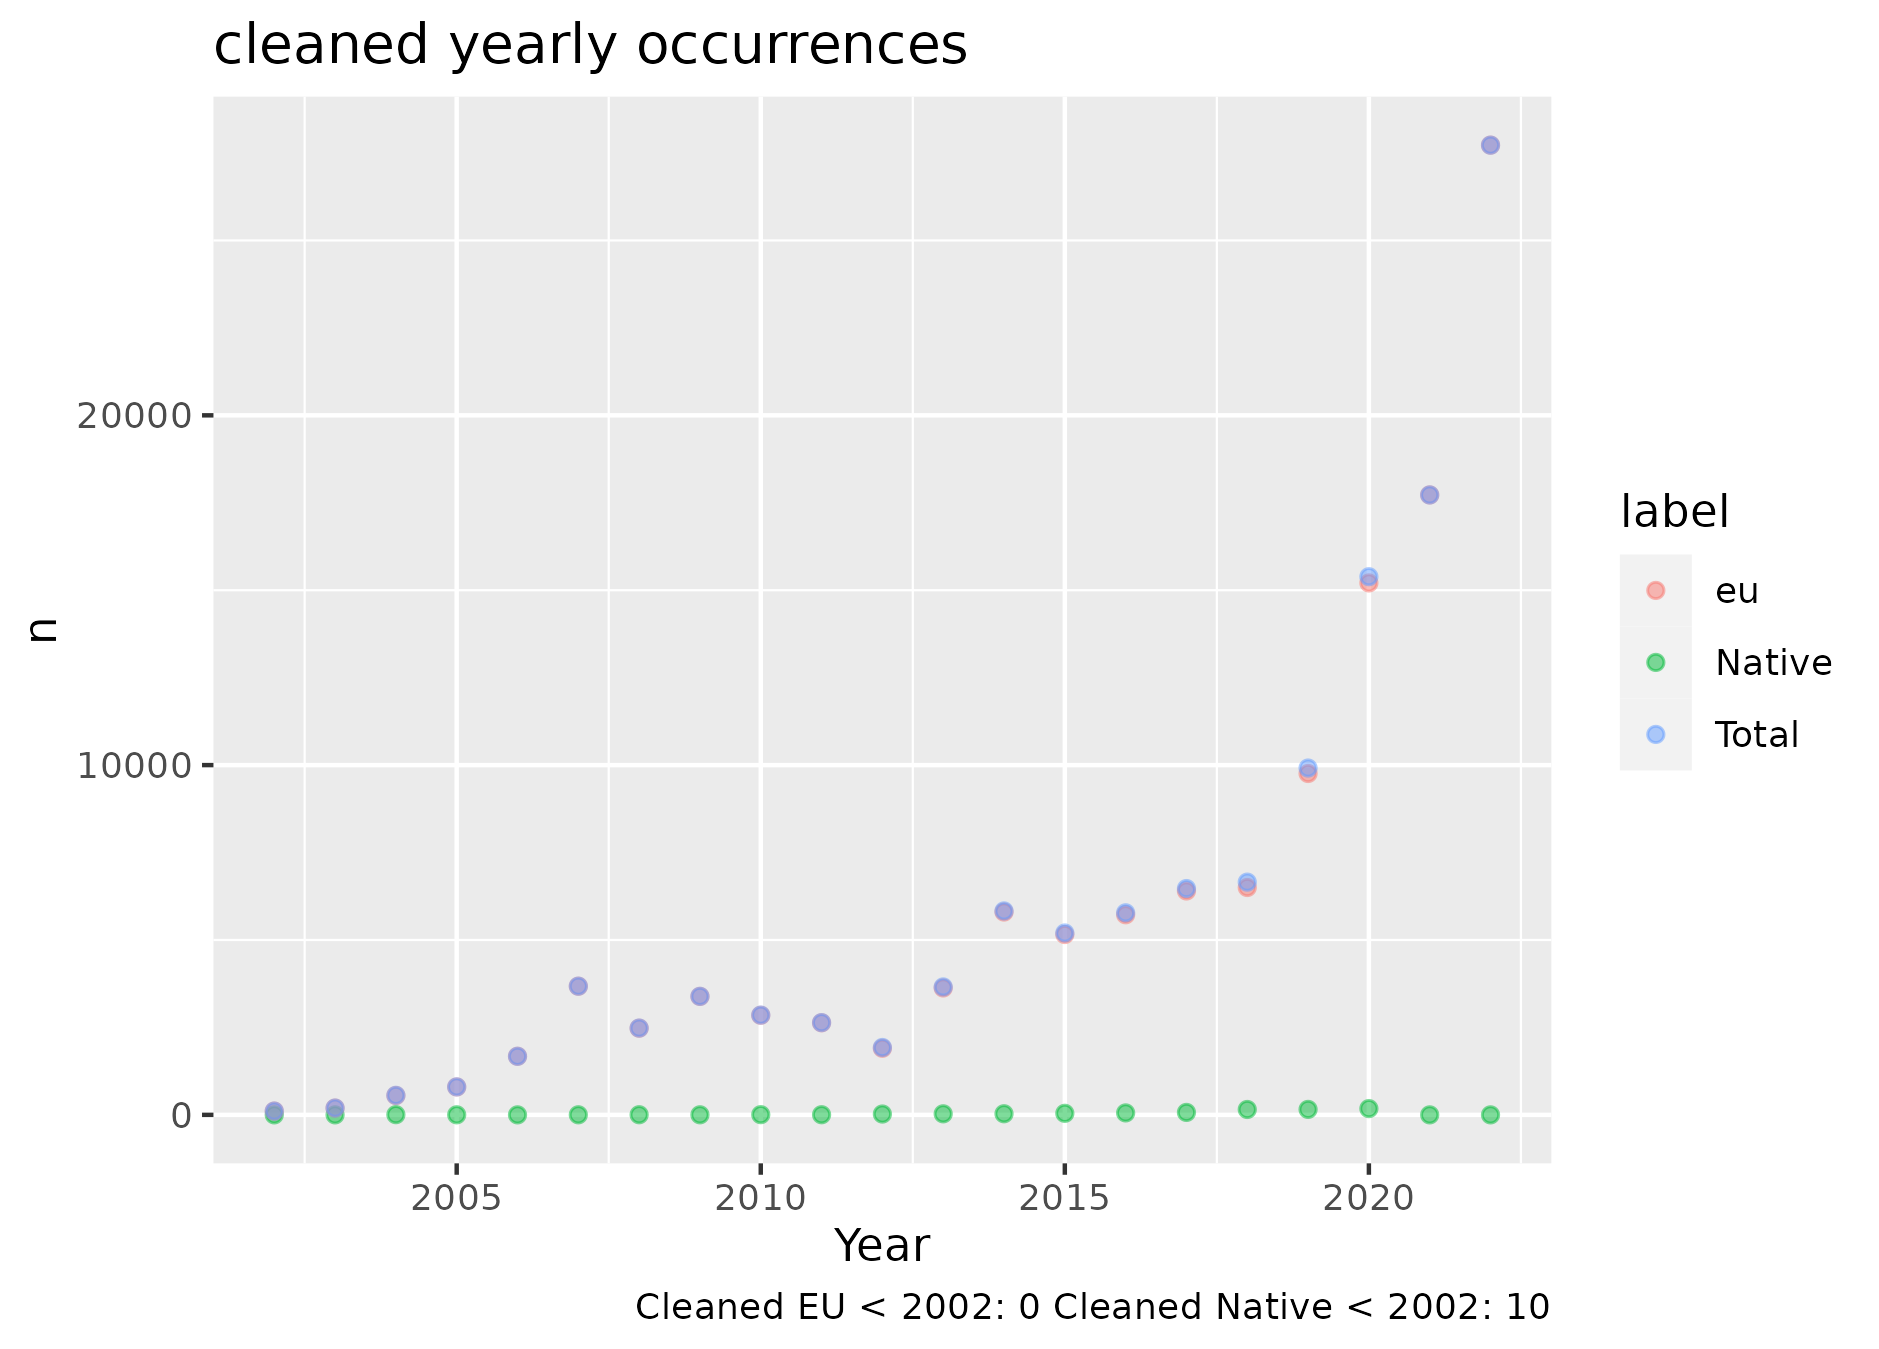 cleaned yearly occurrences
n
20000
10000
0
2005 2010 2015 2020
Year
label
eu
Native
Total
Cleaned EU < 2002: 0 Cleaned Native < 2002: 10